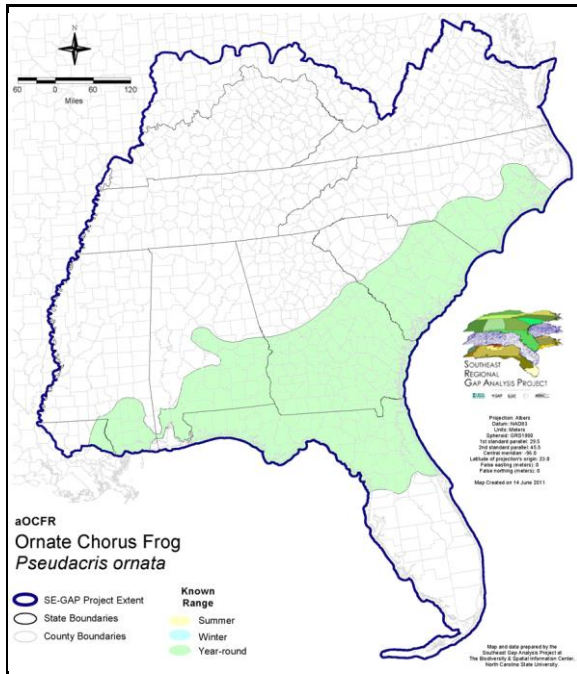 N
60 0 60 120
Miles
SOUTHEAST
REGIONAL
GAP ANALYSIS PROJECT
Projection: Albers
Datum: NAD83
Units: Meters
Spheroid: GRS1980
1st standard parallel: 29.5
2nd standard parallel: 45.5
Central meridian: -96.0
Latitude of projection's origin: 23.0
False easting (meters): 0
False northing (meters): 0
Map Created on 14 June 2011
aOCFR
Ornate Chorus Frog
Pseudacris ornata
SE-GAP Project Extent
State Boundaries
County Boundaries
Known
Range
Summer
Winter
Year-round
Map and data prepared by the
Southeast Gap Analysis Project at
The Biodiversity & Spatial Information Center,
North Carolina State University.